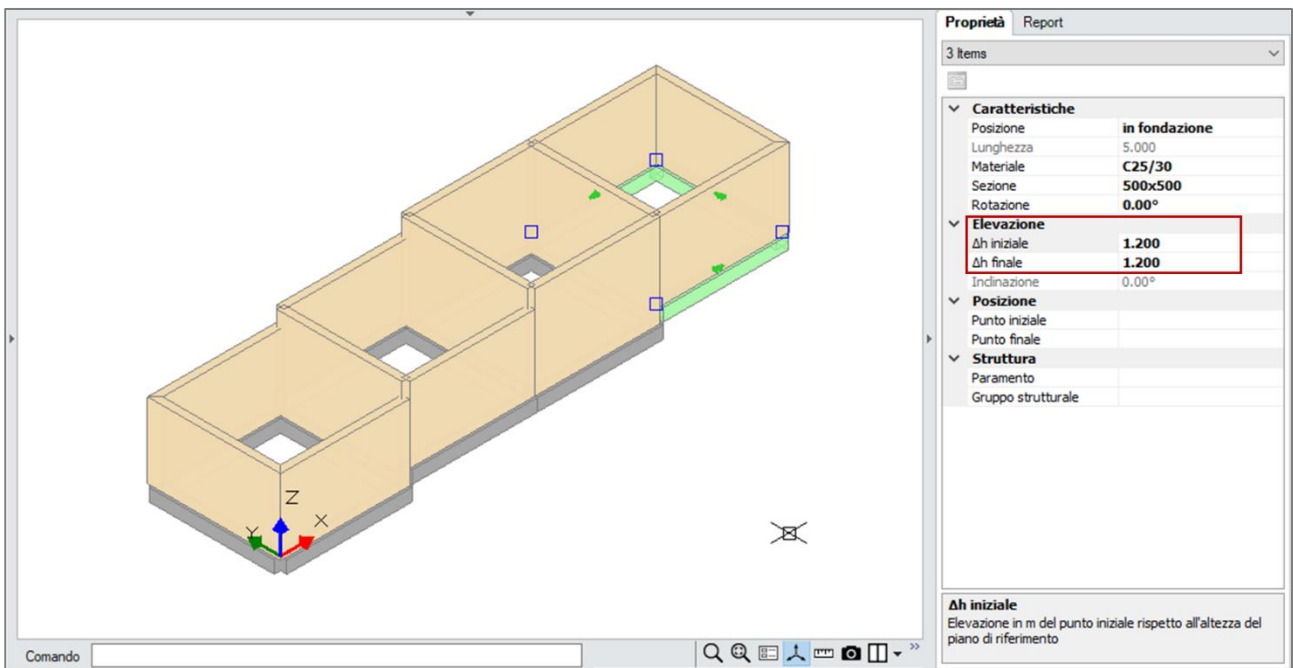 Proprietà Report
3 Items
Caratteristiche
Posizione in fondazione
Lunghezza 5.000
Materiale C25/30
Sezione 500x500
Rotazione 0.00°
Elevazione
Δh iniziale 1.200
Δh finale 1.200
Inclinazione 0.00°
Posizione
Punto iniziale
Punto finale
Struttura
Paramento
Gruppo strutturale
Z
X
Y
Δh iniziale
Elevazione in m del punto iniziale rispetto all'altezza del
piano di riferimento
Comando